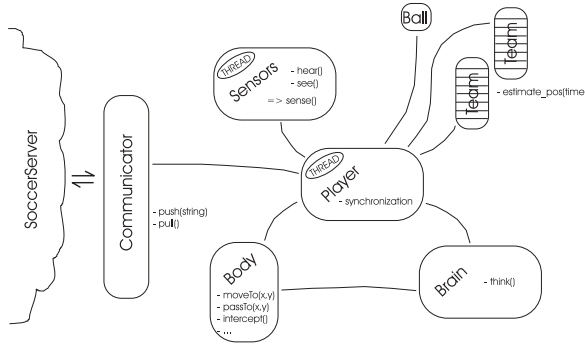 SoccerServer
Communicator
- push(string)
- pull()
THREAD
Sensors
- hear()
- see()
=> sense()
Ball
Team
Team
- estimate_pos(time
THREAD
Player
- synchronization
Body
- moveTo(x,y)
- passTo(x,y)
- intercept()
- ...
Brain
- think()